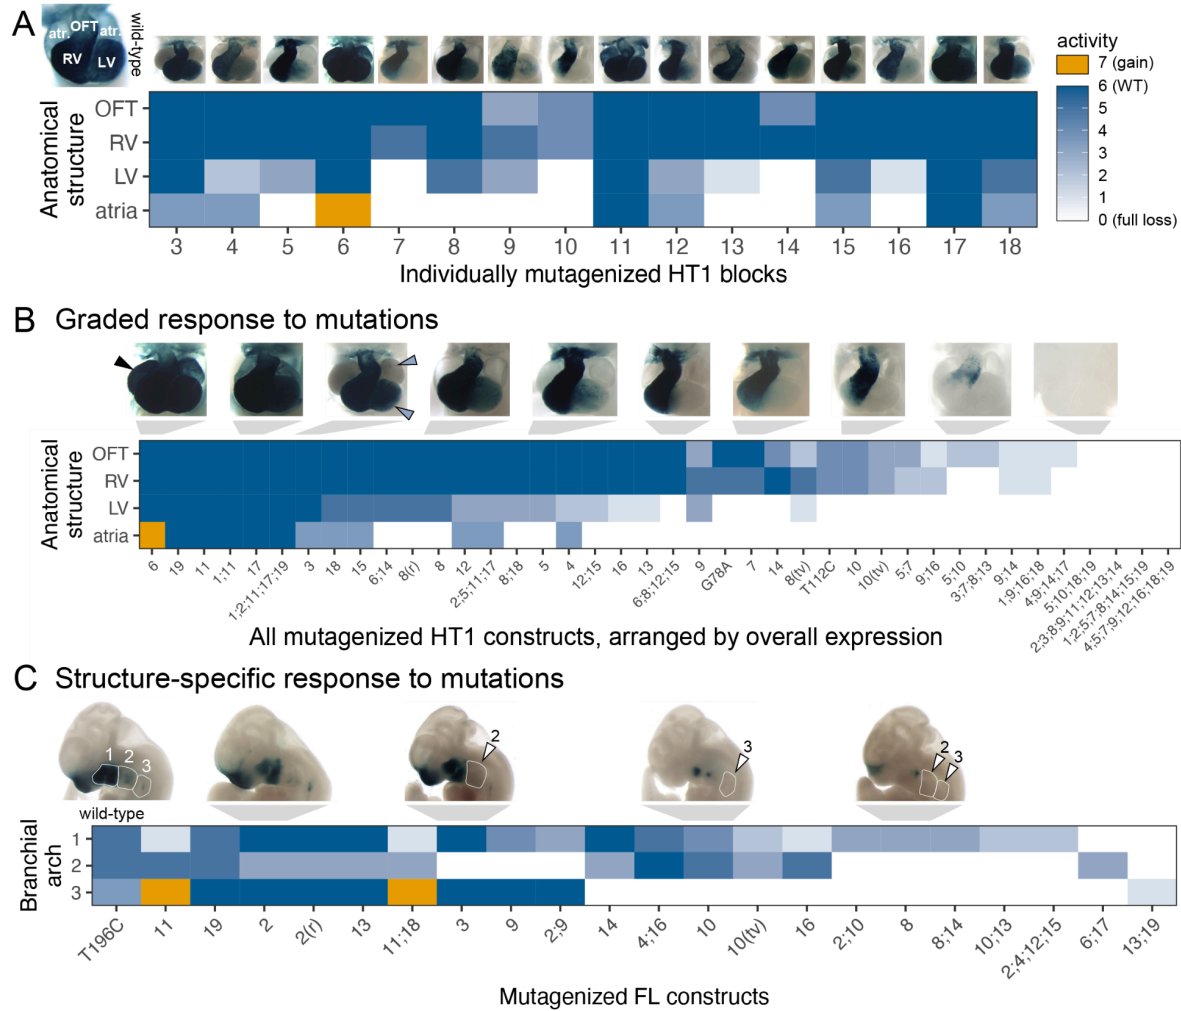 A
OFT
atr.
atr.
RV
LV
wild-type
activity
7 (gain)
6 (WT)
5
4
3
2
1
0 (full loss)
Anatomical
structure
OFT
RV
LV
atria
3 4 5 6 7 8 9 10 11 12 13 14 15 16 17 18
Individually mutagenized HT1 blocks
B Graded response to mutations
Anatomical
structure
OFT
RV
LV
atria
6 19 11 1;11 17 1;2;11;17;19 3 18 15 6;14 8(r) 8 12 2;5;11;17 8;18 5 4 12;15 16 13 6;8;12;15 9 G78A 7 14 8(tv) T112C 10 10(tv) 5;7 9;16 5;10 3;7;8;13 9;14 1;9;16;18 4;9;14;17 5;10;18;19 2;3;8;9;11;12;13;14 1;2;5;7;8;14;15;19 4;5;7;9;12;16;18;19
All mutagenized HT1 constructs, arranged by overall expression
C Structure-specific response to mutations
1 2 3
2
3
2
3
wild-type
Branchial
arch
1
2
3
T196C 11 19 2 2(r) 13 11;18 3 9 2;9 14 4;16 10 10(tv) 16 2;10 8 8;14 10;13 2;4;12;15 6;17 13;19
Mutagenized FL constructs